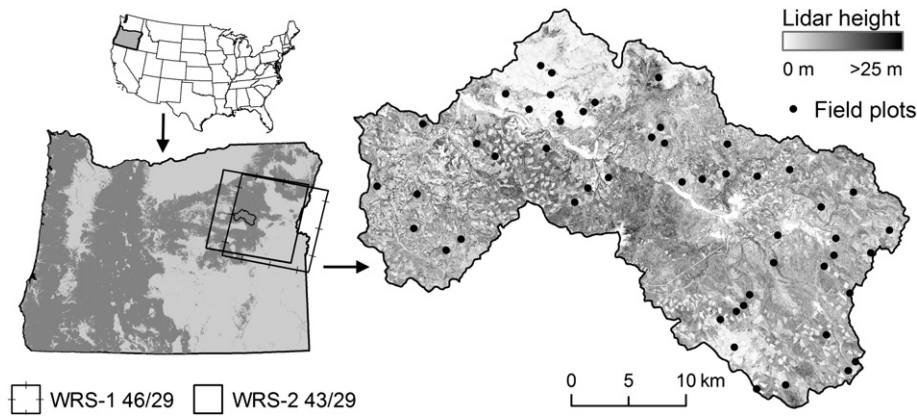 Lidar height
0 m >25 m
Field plots
0 5 10 km
WRS-1 46/29 WRS-2 43/29